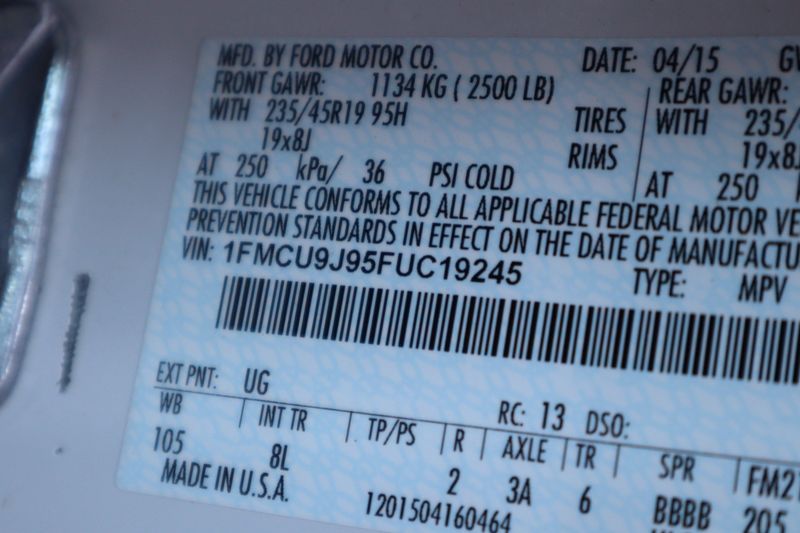 MFD. BY FORD MOTOR CO. DATE: 04/15 GV
FRONT GAWR: 1134 KG ( 2500 LB) REAR GAWR:
WITH 235/45R19 95H TIRES WITH 235/
19x8J RIMS 19x8J
AT 250 kPa/ 36 PSI COLD AT 250
THIS VEHICLE CONFORMS TO ALL APPLICABLE FEDERAL MOTOR VE
PREVENTION STANDARDS IN EFFECT ON THE DATE OF MANUFACTU
VIN: 1FMCU9J95FUC19245 TYPE: MPV
EXT PNT: UG RC: 13 DSO:
WB INT TR TP/PS R AXLE TR SPR FM21
105 8L 2 3A 6 BBBB 205
MADE IN U.S.A. 1201504160464